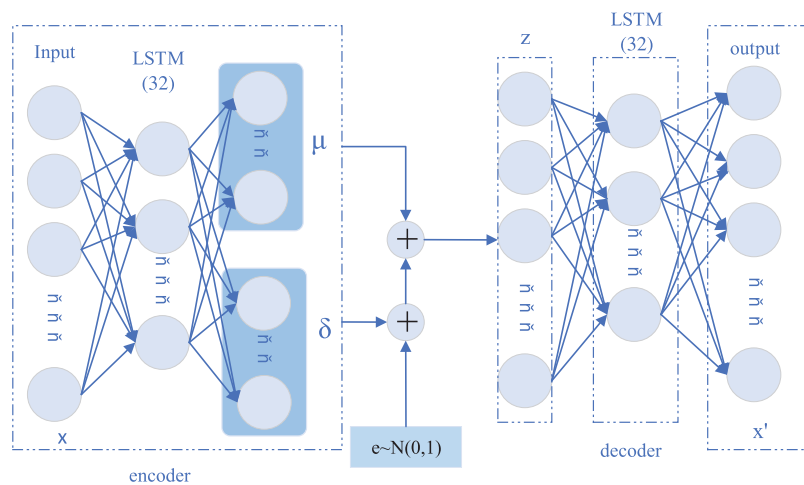 Input
LSTM
(32)
μ
δ
x
encoder
e~N(0,1)
+
+
z
LSTM
(32)
output
x'
decoder